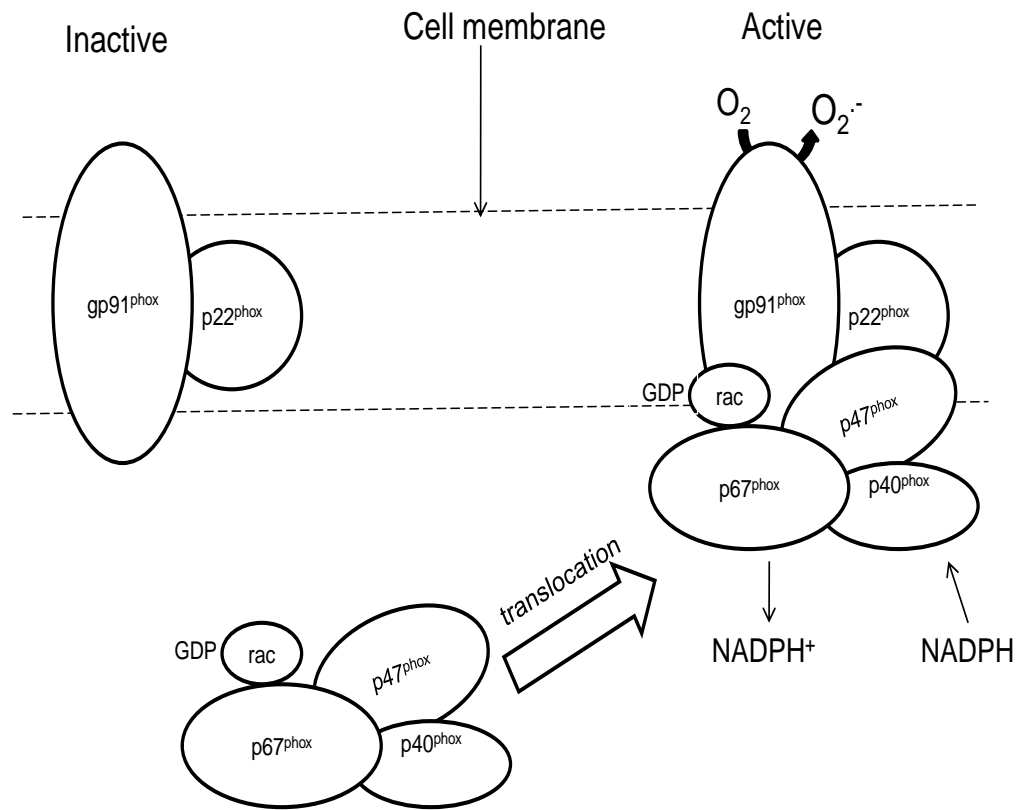 Inactive
Cell membrane
Active
O₂
O₂·-
gp91phox
p22phox
gp91phox
p22phox
GDP
rac
p47phox
p67phox
p40phox
translocation
NADPH⁺
NADPH
GDP
rac
p47phox
p67phox
p40phox